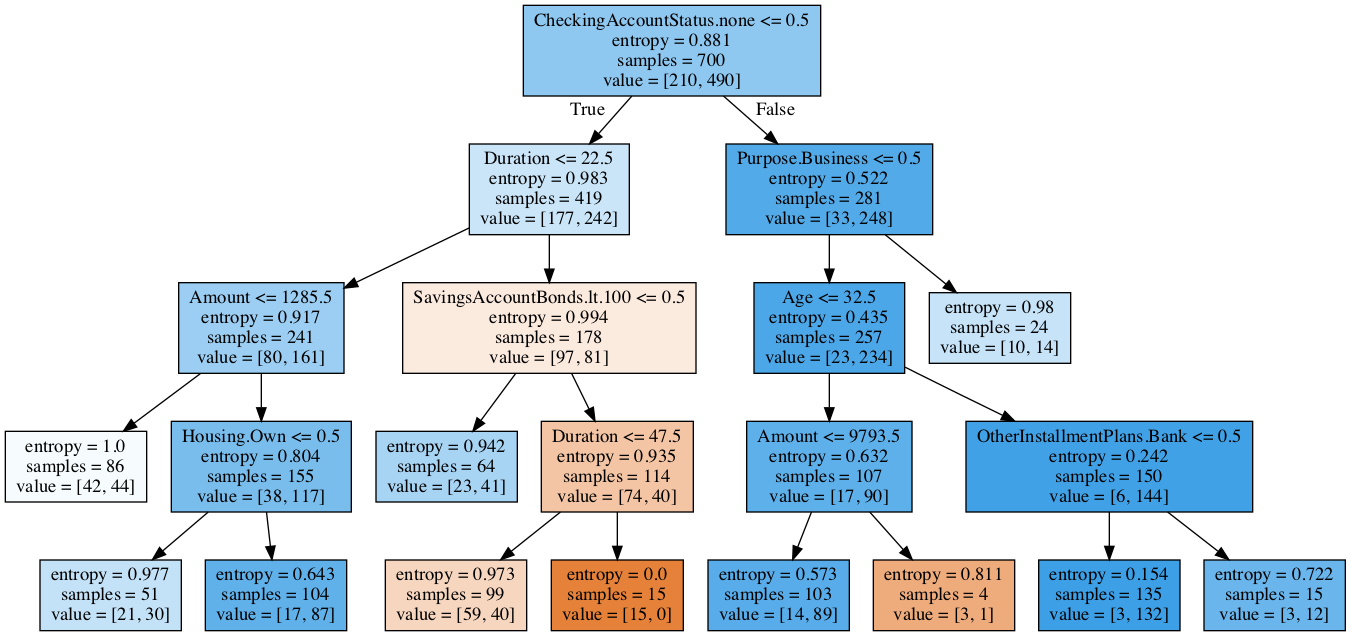 CheckingAccountStatus.none <= 0.5
entropy = 0.881
samples = 700
value = [210, 490]
True
False
Duration <= 22.5
entropy = 0.983
samples = 419
value = [177, 242]
Purpose.Business <= 0.5
entropy = 0.522
samples = 281
value = [33, 248]
Amount <= 1285.5
entropy = 0.917
samples = 241
value = [80, 161]
SavingsAccountBonds.lt.100 <= 0.5
entropy = 0.994
samples = 178
value = [97, 81]
Age <= 32.5
entropy = 0.435
samples = 257
value = [23, 234]
entropy = 0.98
samples = 24
value = [10, 14]
entropy = 1.0
samples = 86
value = [42, 44]
Housing.Own <= 0.5
entropy = 0.804
samples = 155
value = [38, 117]
entropy = 0.942
samples = 64
value = [23, 41]
Duration <= 47.5
entropy = 0.935
samples = 114
value = [74, 40]
Amount <= 9793.5
entropy = 0.632
samples = 107
value = [17, 90]
OtherInstallmentPlans.Bank <= 0.5
entropy = 0.242
samples = 150
value = [6, 144]
entropy = 0.977
samples = 51
value = [21, 30]
entropy = 0.643
samples = 104
value = [17, 87]
entropy = 0.973
samples = 99
value = [59, 40]
entropy = 0.0
samples = 15
value = [15, 0]
entropy = 0.573
samples = 103
value = [14, 89]
entropy = 0.811
samples = 4
value = [3, 1]
entropy = 0.154
samples = 135
value = [3, 132]
entropy = 0.722
samples = 15
value = [3, 12]